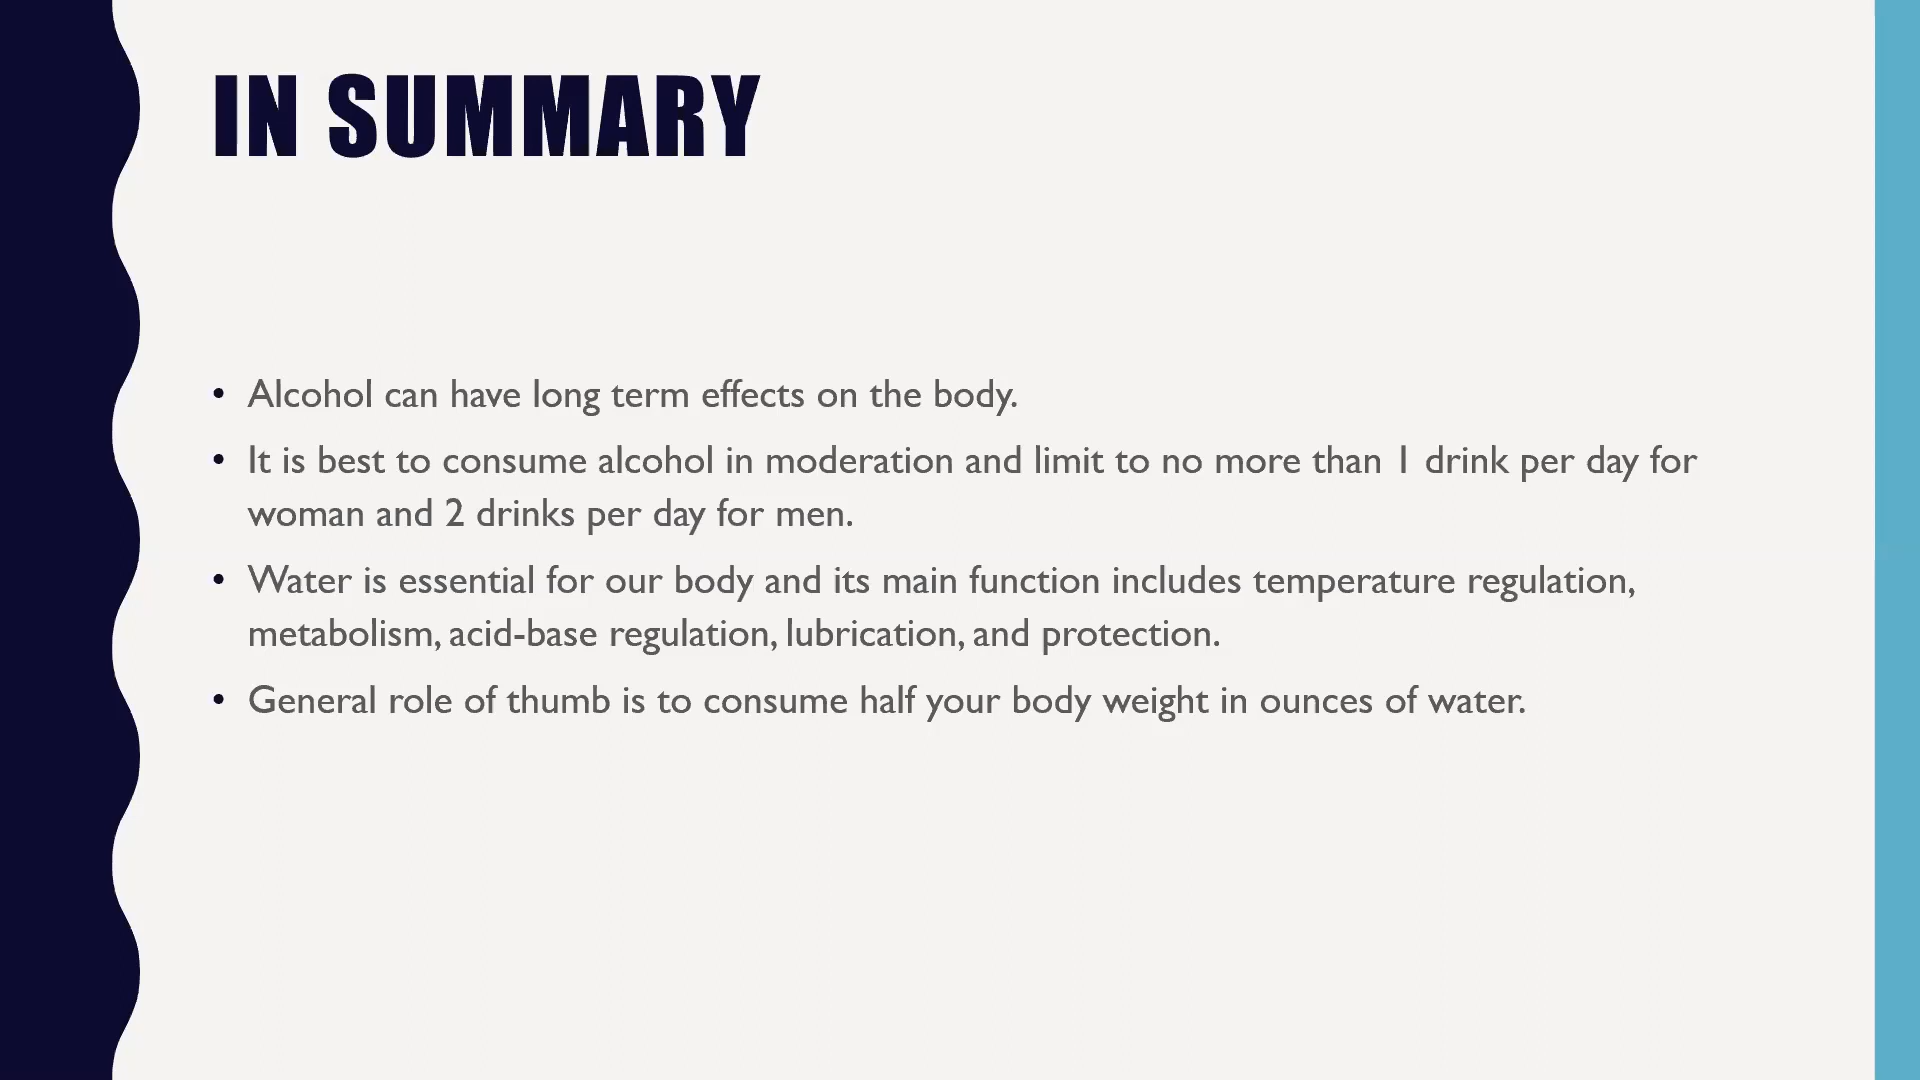 IN SUMMARY
• Alcohol can have long term effects on the body.
• It is best to consume alcohol in moderation and limit to no more than 1 drink per day for
woman and 2 drinks per day for men.
• Water is essential for our body and its main function includes temperature regulation,
metabolism, acid-base regulation, lubrication, and protection.
• General role of thumb is to consume half your body weight in ounces of water.